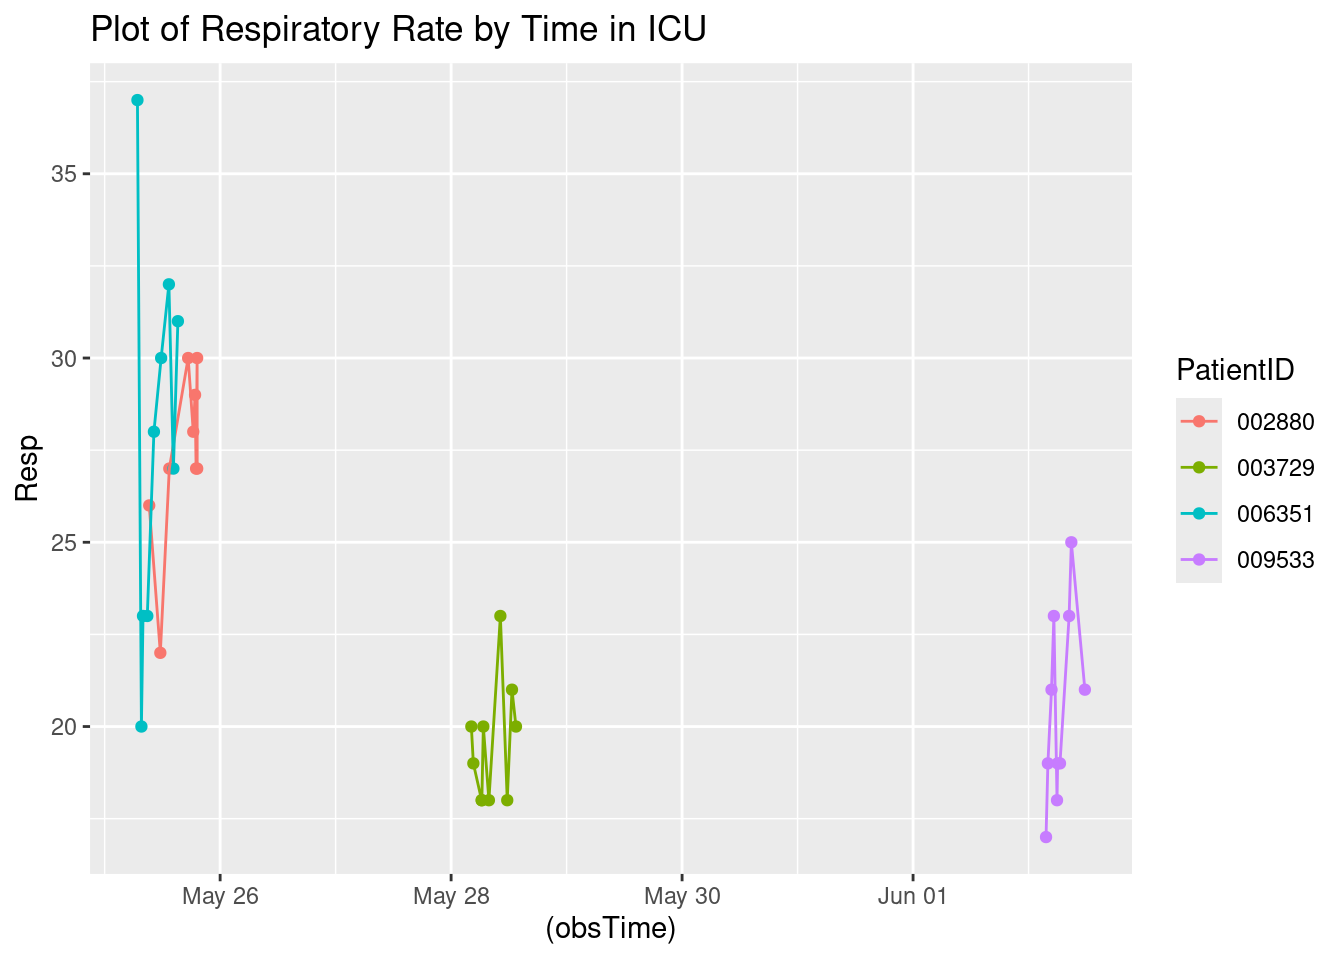 Plot of Respiratory Rate by Time in ICU
Resp
35
30
25
20
May 26
May 28
May 30
Jun 01
(obsTime)
PatientID
002880
003729
006351
009533